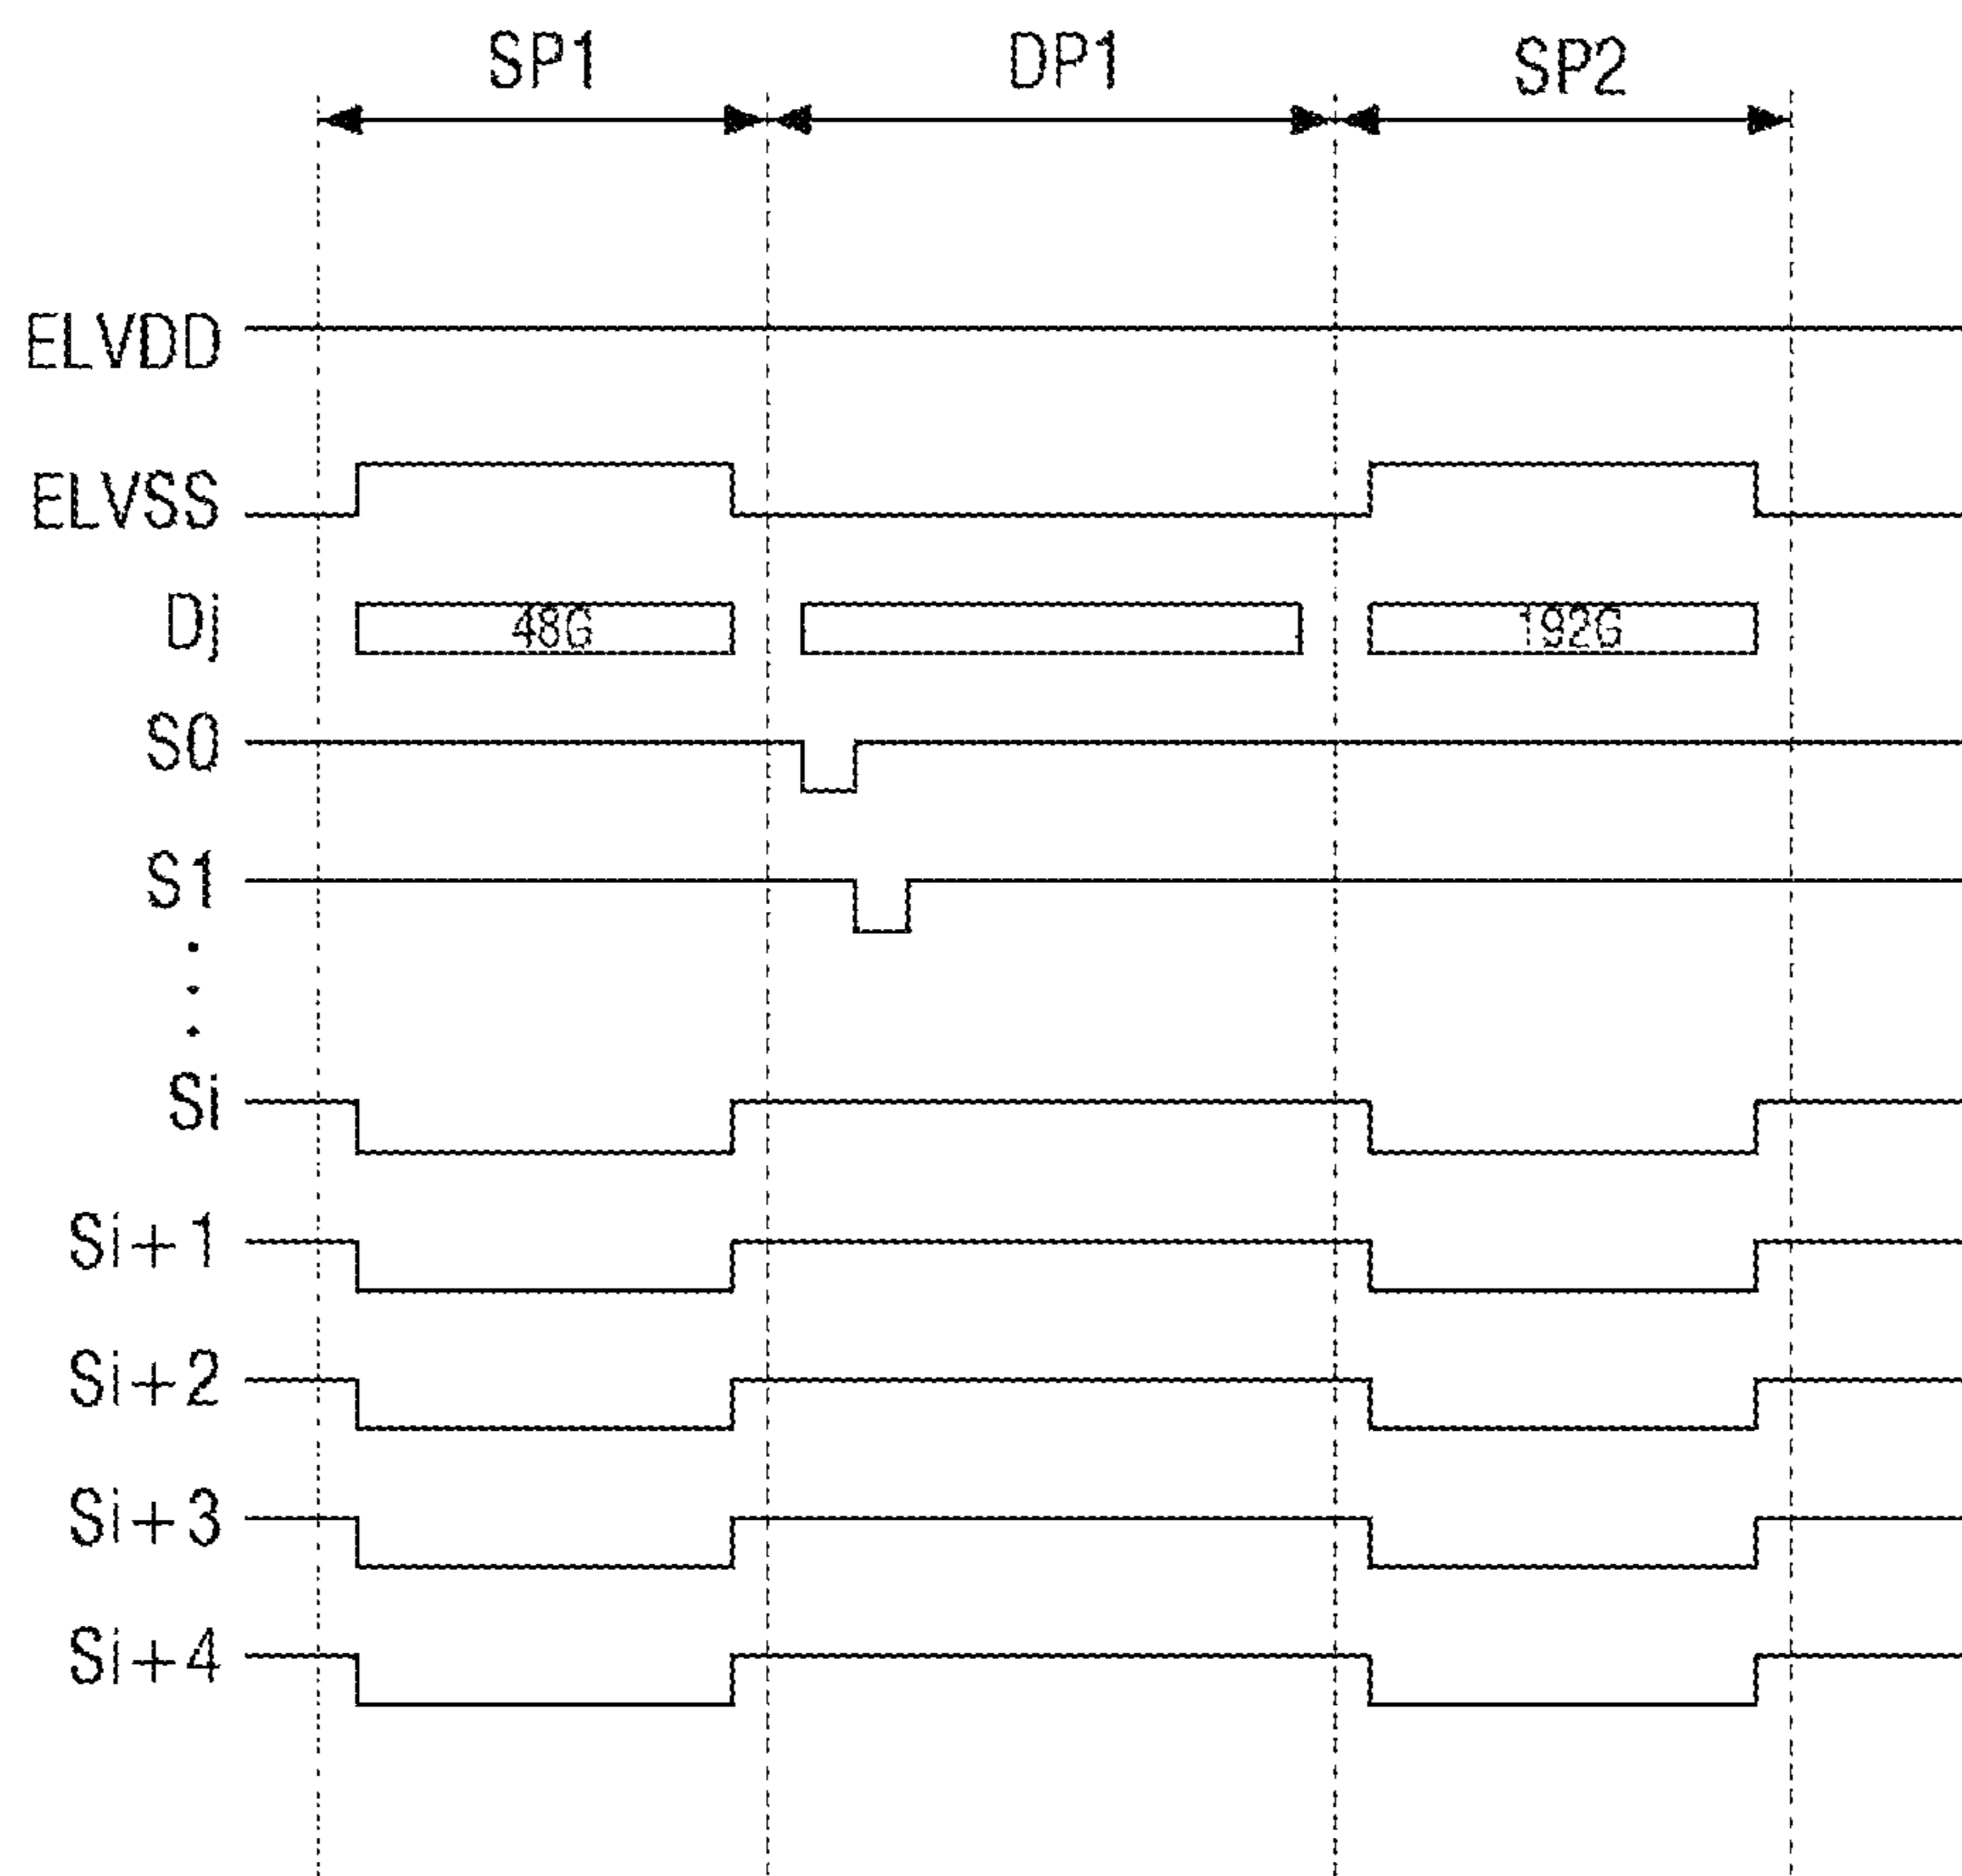 SP1 DP1 SP2
ELVDD
ELVSS
Dj 48G 192G
S0
S1
Si
Si+1
Si+2
Si+3
Si+4